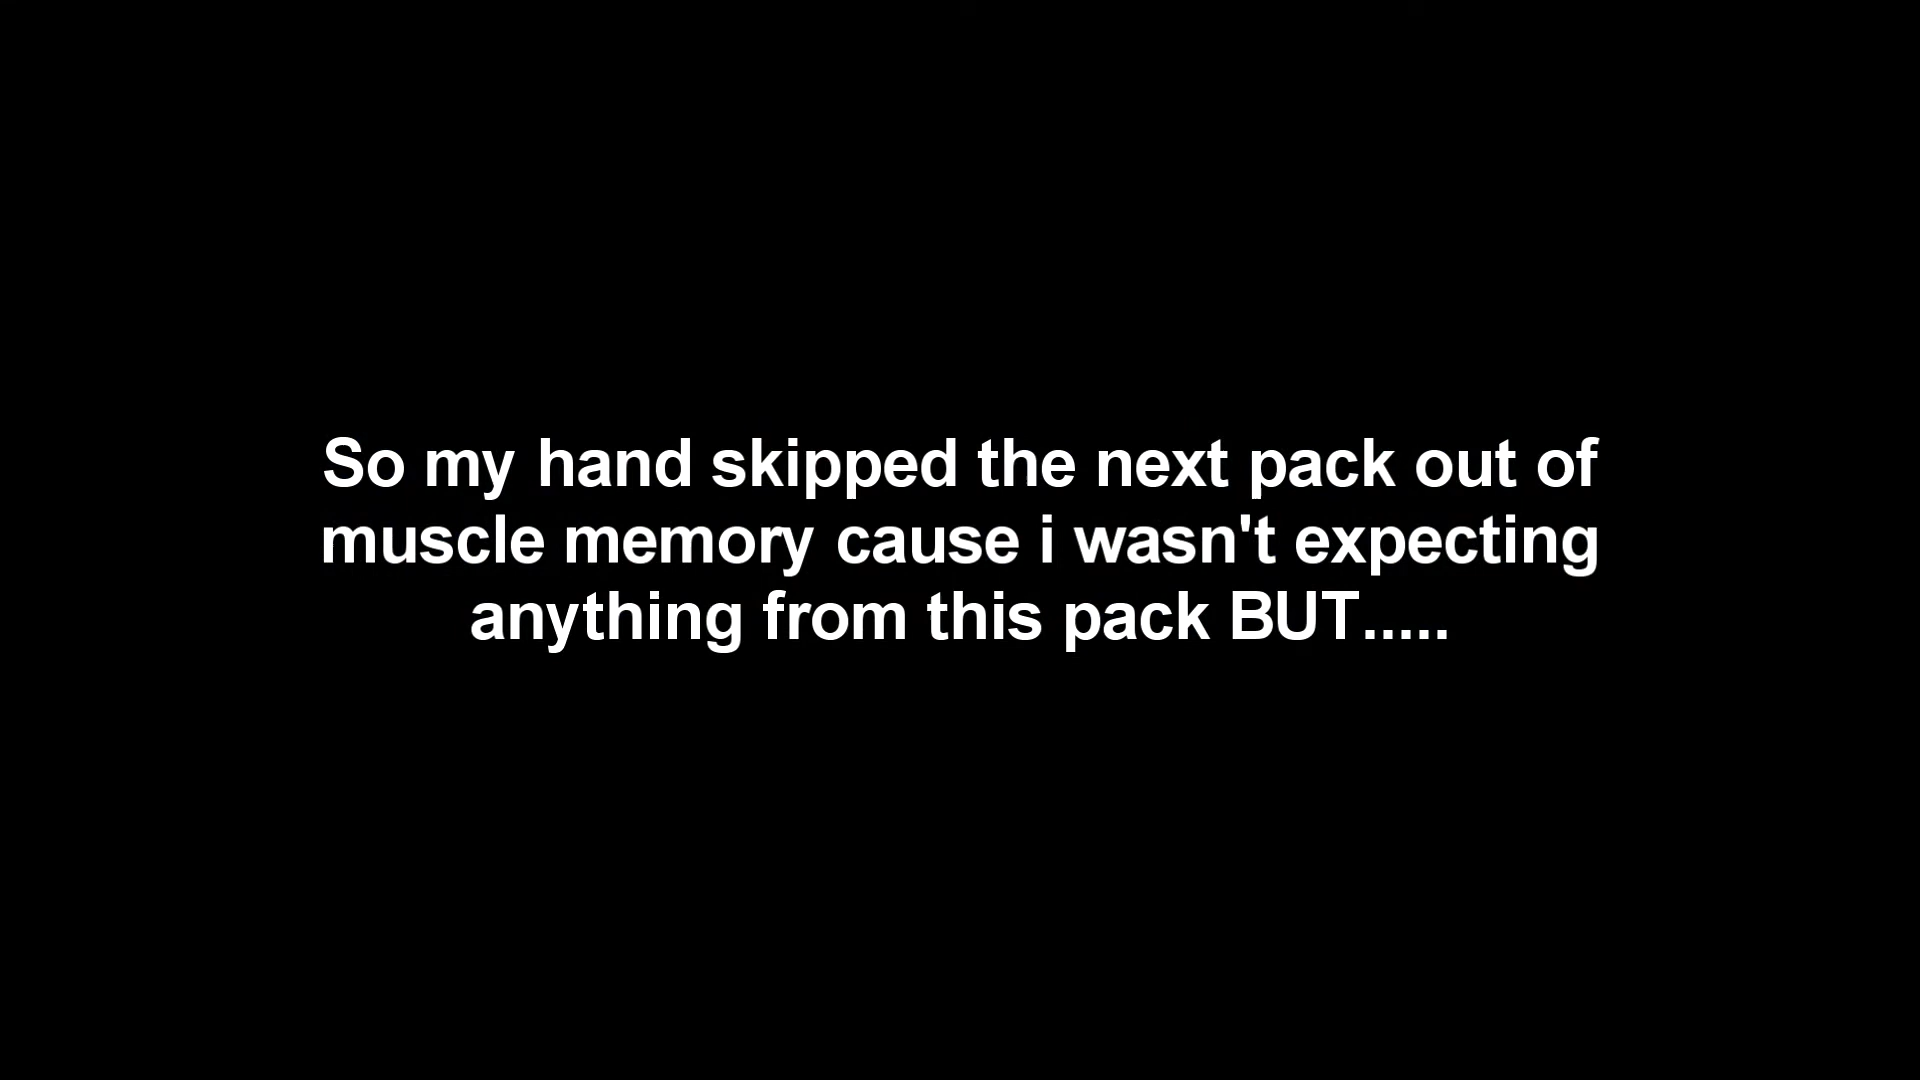 So my hand skipped the next pack out of
muscle memory cause i wasn't expecting
anything from this pack BUT.....